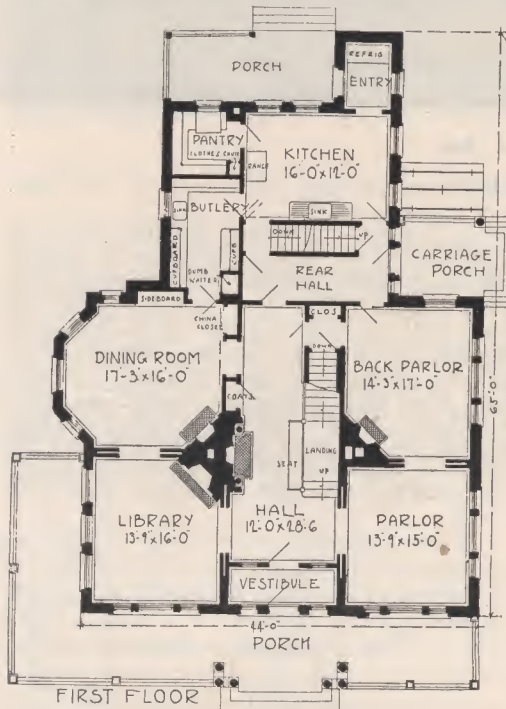 PORCH
REFRIG
ENTRY
PANTRY
CLOTHES CHUTE
KITCHEN
16'-0"X12'-0"
RANGE
SINK
BUTLERY
SINK
CUPBOARD
CUPB
DOWN
UP
DUMB
WAITER
REAR
HALL
CARRIAGE
PORCH
SIDEBOARD
CHINA
CLOSET
CLOS
DOWN
DINING ROOM
17'-3"X16'-0"
BACK PARLOR
14'-3"X17'-0"
65'-0"
COATS
SEAT
LANDING
UP
LIBRARY
13'-9"X16'-0"
HALL
12'-0"X28'-6
PARLOR
13'-9"X15'-0"
VESTIBULE
44'-0"
PORCH
FIRST FLOOR